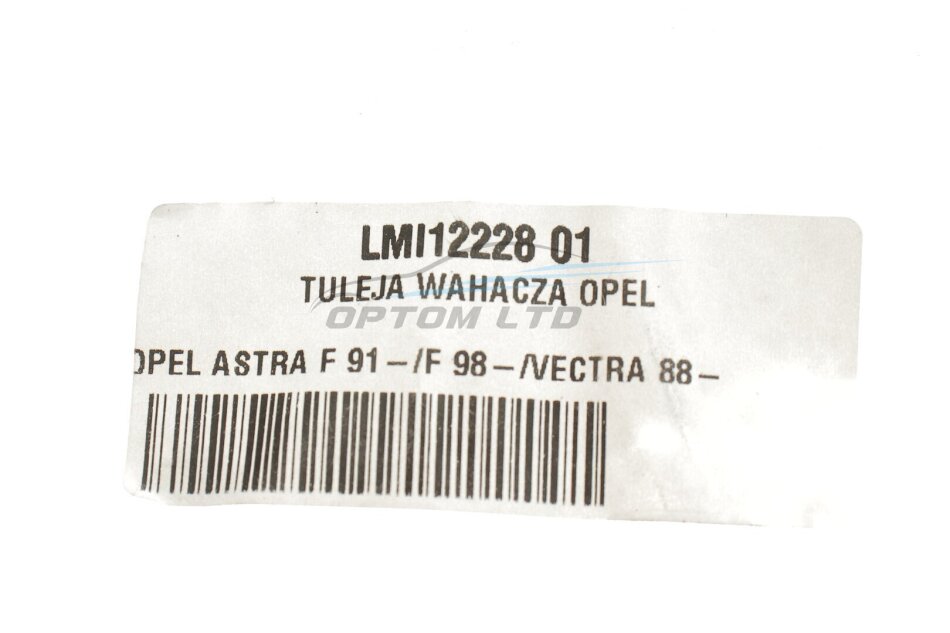 LMI12228 01
TULEJA WAHACZA OPEL
OPTOM LTD
OPEL ASTRA F 91-/F 98-/VECTRA 88-